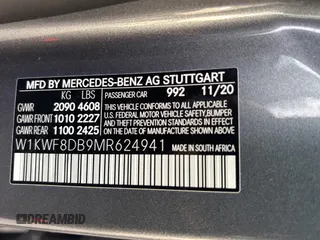 MFD BY MERCEDES-BENZ AG STUTTGART
KG LBS PASSENGER CAR 992 11/20
GVWR 2090 4608 THIS VEHICLE CONFORMS TO ALL APPLICABLE
GAWR FRONT 1010 2227 U.S. FEDERAL MOTOR VEHICLE SAFETY, BUMPER
GAWR REAR 1100 2425 AND THEFT PREVENTION STANDARDS IN EFFECT ON THE DATE OF MANUFACTURE SHOWN ABOVE.
W1KWF8DB9MR624941 MADE IN SOUTH AFRICA
DREAMBID